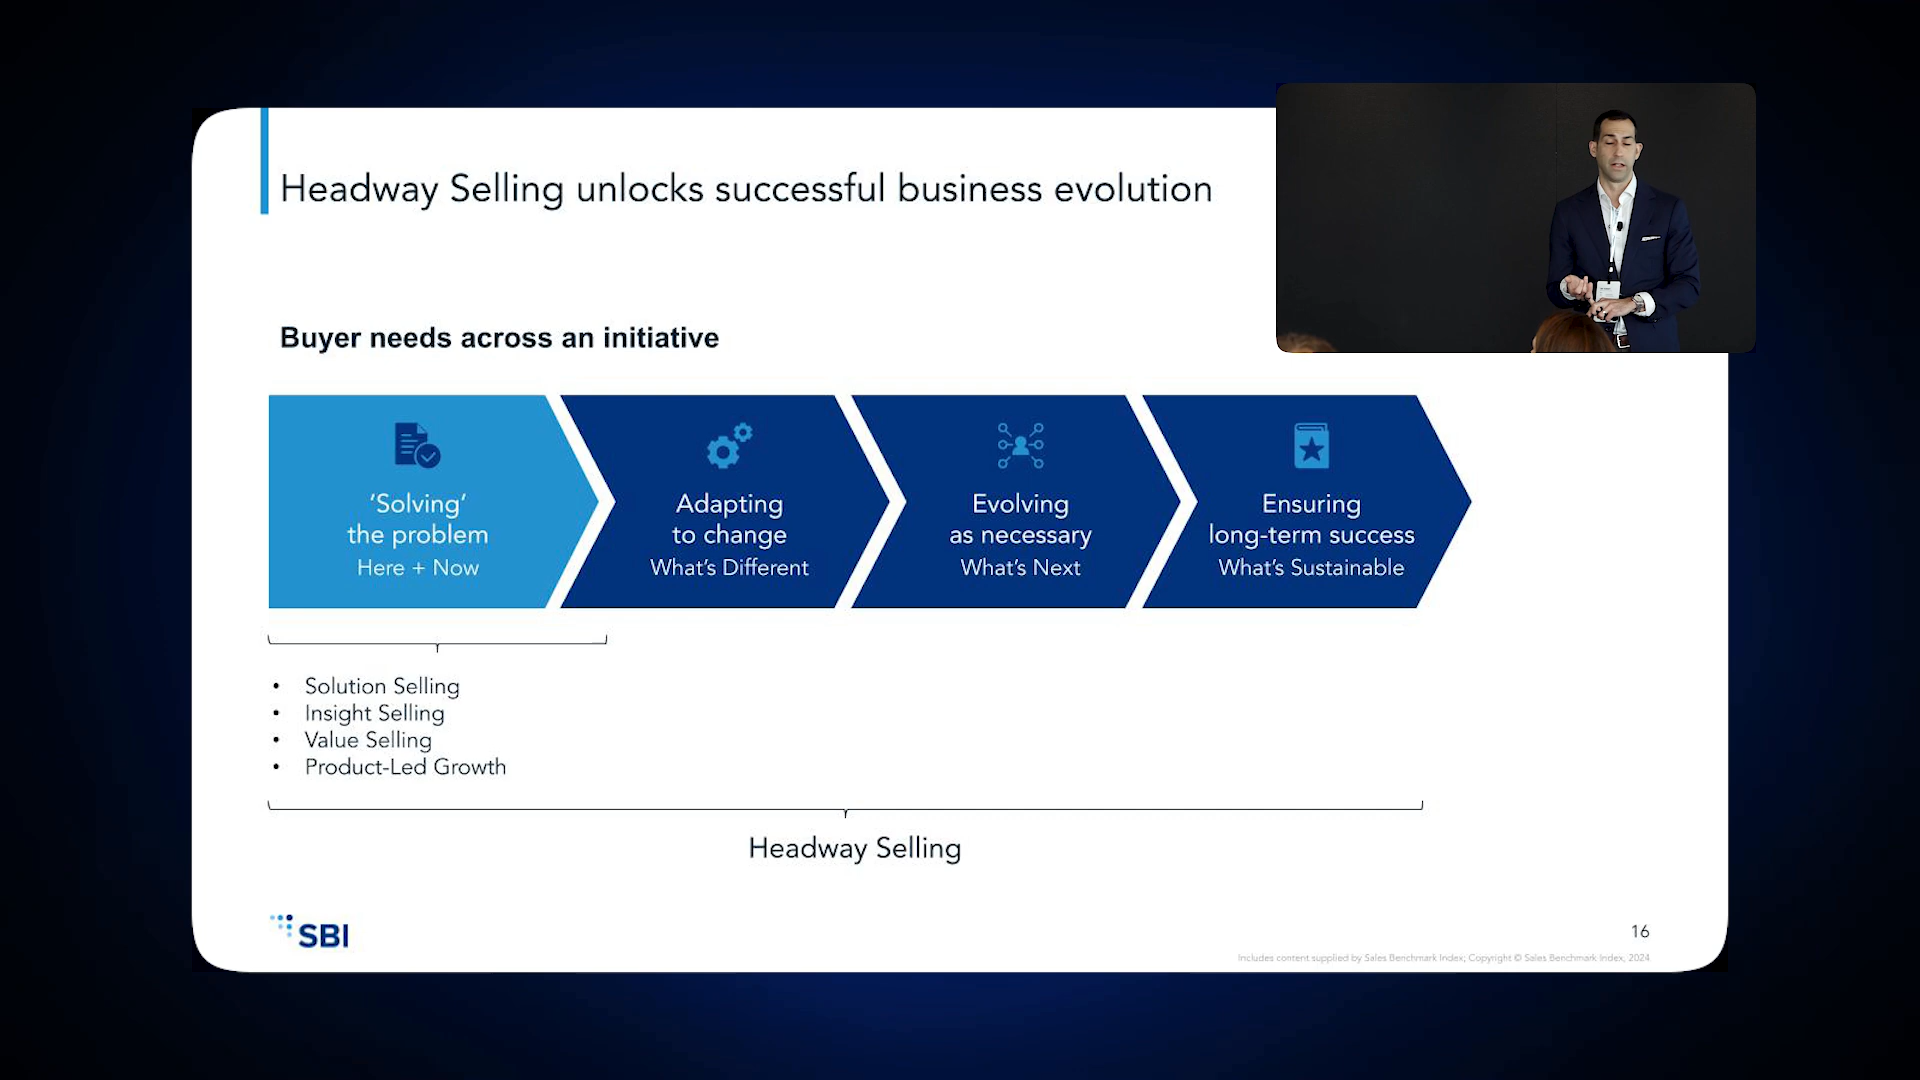 Headway Selling unlocks successful business evolution
Buyer needs across an initiative
‘Solving’
the problem
Here + Now
Adapting
to change
What’s Different
Evolving
as necessary
What’s Next
Ensuring
long-term success
What’s Sustainable
• Solution Selling
• Insight Selling
• Value Selling
• Product-Led Growth
Headway Selling
SBI
16
Includes content supplied by Sales Benchmark Index; Copyright © Sales Benchmark Index, 2024